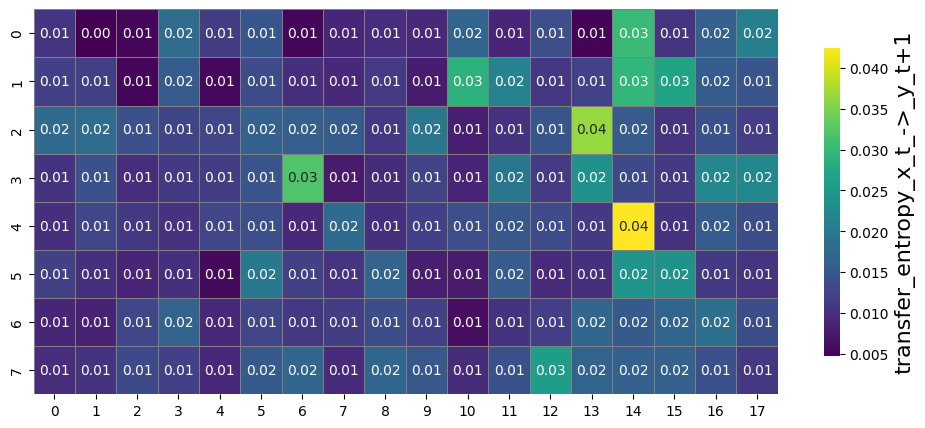 0 0.01 0.00 0.01 0.02 0.01 0.01 0.01 0.01 0.01 0.01 0.02 0.01 0.01 0.01 0.03 0.01 0.02 0.02
1 0.01 0.01 0.01 0.02 0.01 0.01 0.01 0.01 0.01 0.01 0.03 0.02 0.01 0.01 0.03 0.03 0.02 0.01
2 0.02 0.02 0.01 0.01 0.01 0.02 0.02 0.02 0.01 0.02 0.01 0.01 0.01 0.04 0.02 0.01 0.01 0.01
3 0.01 0.01 0.01 0.01 0.01 0.01 0.03 0.01 0.01 0.01 0.01 0.02 0.01 0.02 0.01 0.01 0.02 0.02
4 0.01 0.01 0.01 0.01 0.01 0.01 0.01 0.02 0.01 0.01 0.01 0.01 0.01 0.01 0.04 0.01 0.02 0.01
5 0.01 0.01 0.01 0.01 0.01 0.02 0.01 0.01 0.02 0.01 0.01 0.02 0.01 0.01 0.02 0.02 0.01 0.01
6 0.01 0.01 0.01 0.02 0.01 0.01 0.01 0.01 0.01 0.01 0.01 0.01 0.01 0.02 0.02 0.02 0.02 0.01
7 0.01 0.01 0.01 0.01 0.01 0.02 0.02 0.01 0.02 0.01 0.01 0.01 0.03 0.02 0.02 0.02 0.01 0.01
0 1 2 3 4 5 6 7 8 9 10 11 12 13 14 15 16 17
0.040
0.035
0.030
0.025
0.020
0.015
0.010
0.005
transfer_entropy_x_t_->_y_t+1